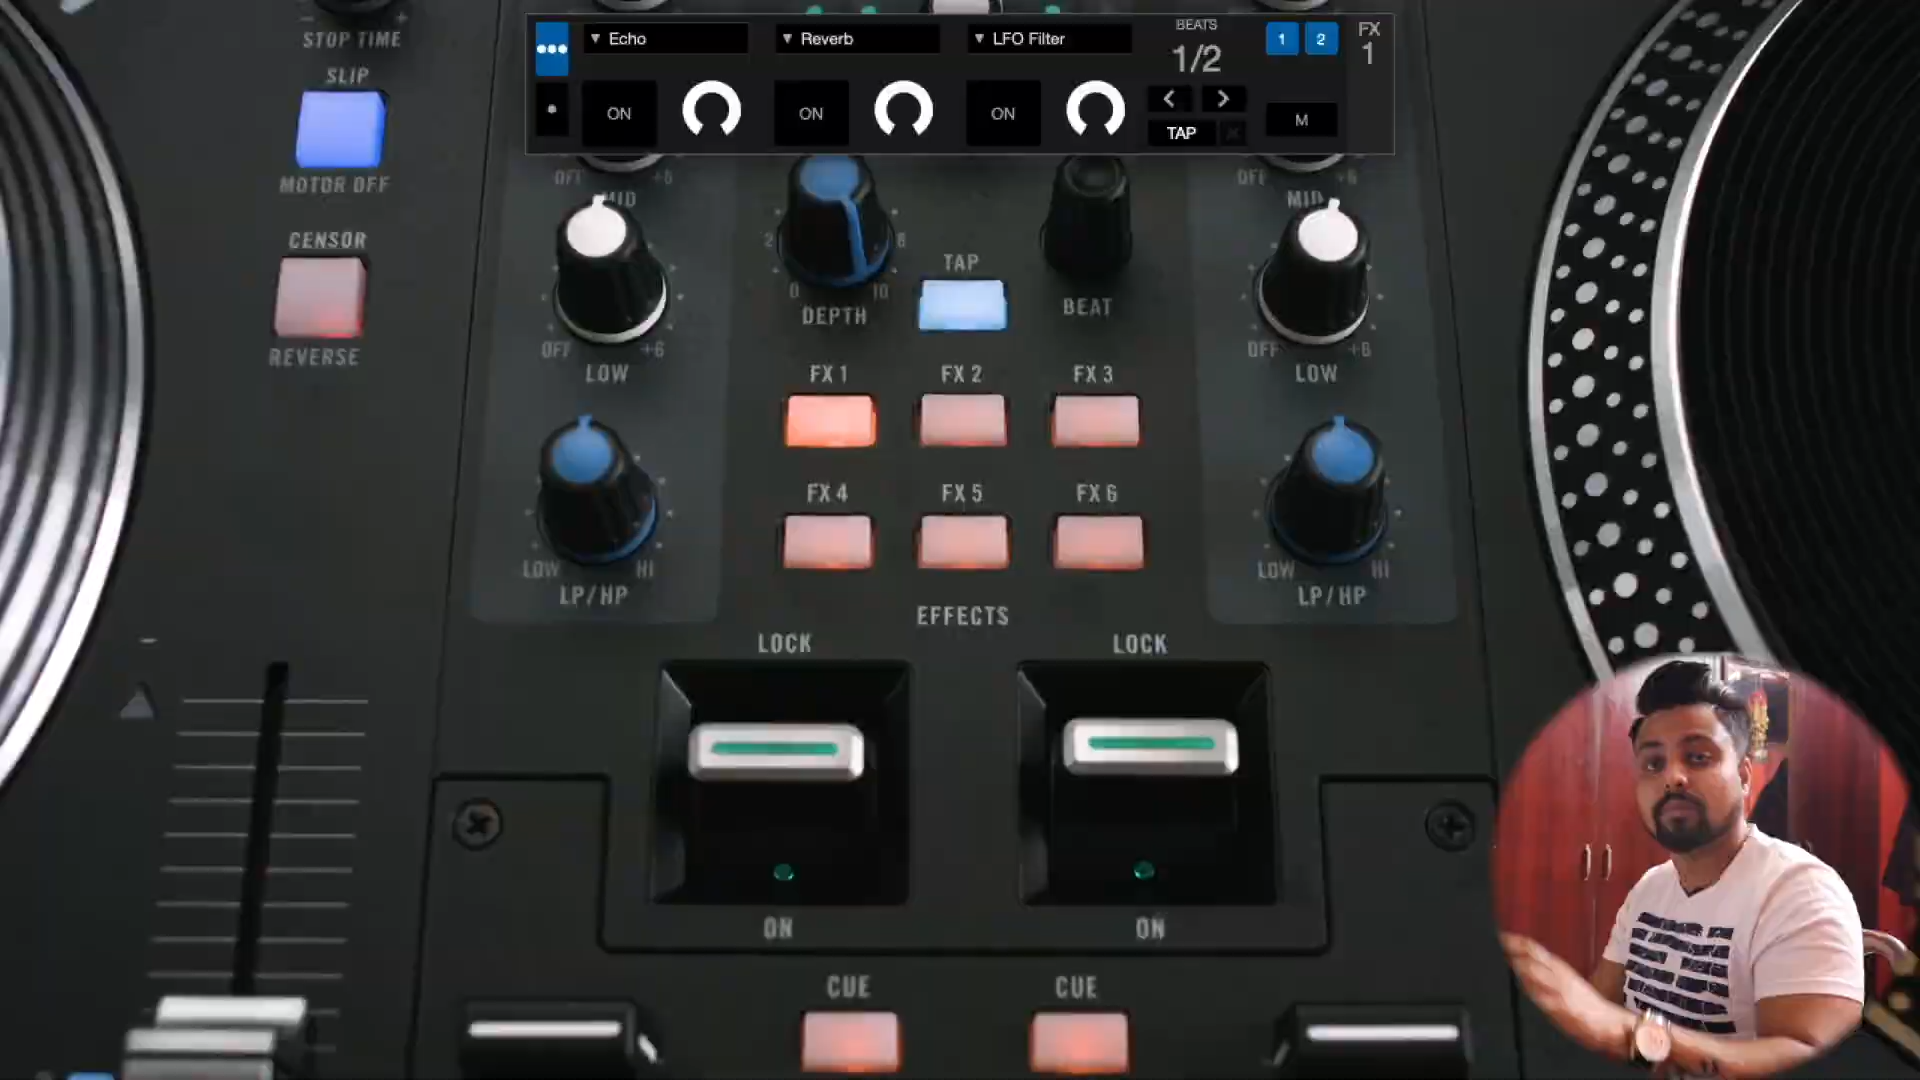 STOP TIME
SLIP
MOTOR OFF
CENSOR
REVERSE
Echo
Reverb
LFO Filter
BEATS
1/2
1
2
FX
1
ON
ON
ON
TAP
M
OFF
+6
MID
OFF
+6
LOW
LOW
HI
LP/HP
2
8
0
10
DEPTH
TAP
BEAT
FX 1
FX 2
FX 3
FX 4
FX 5
FX 6
EFFECTS
OFF
+6
MID
OFF
+6
LOW
LOW
HI
LP/HP
LOCK
LOCK
ON
ON
CUE
CUE